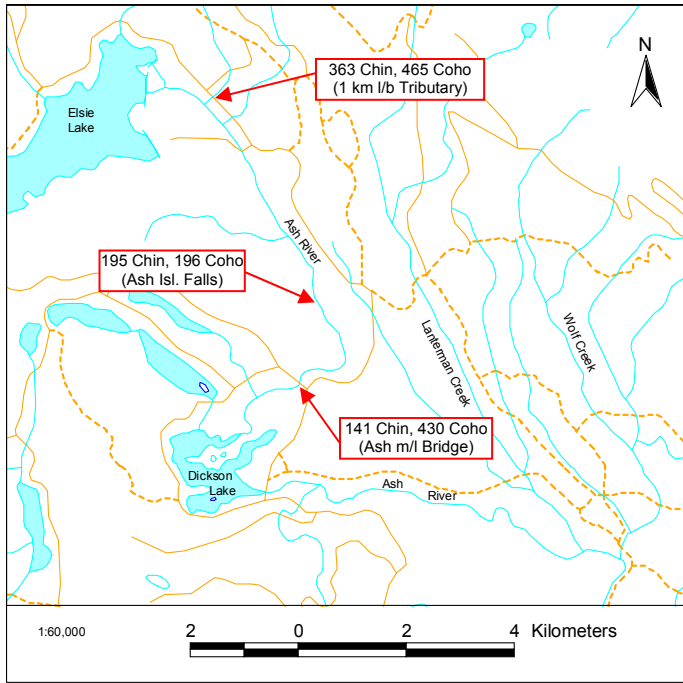 N
363 Chin, 465 Coho
(1 km l/b Tributary)
Elsie
Lake
Ash River
195 Chin, 196 Coho
(Ash Isl. Falls)
Lanterman Creek
Wolf Creek
141 Chin, 430 Coho
(Ash m/l Bridge)
Dickson
Lake
Ash
River
1:60,000
2 0 2 4 Kilometers